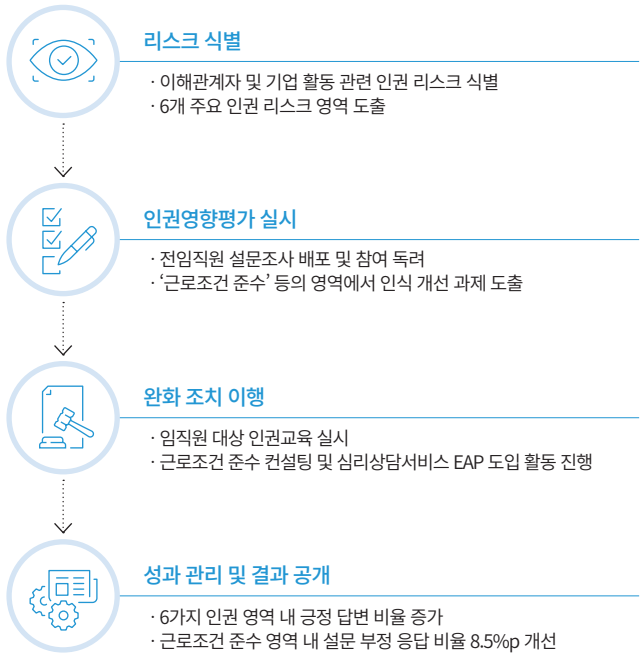 리스크 식별
· 이해관계자 및 기업 활동 관련 인권 리스크 식별
· 6개 주요 인권 리스크 영역 도출
인권영향평가 실시
· 전임직원 설문조사 배포 및 참여 독려
· ‘근로조건 준수’ 등의 영역에서 인식 개선 과제 도출
완화 조치 이행
· 임직원 대상 인권교육 실시
· 근로조건 준수 컨설팅 및 심리상담서비스 EAP 도입 활동 진행
성과 관리 및 결과 공개
· 6가지 인권 영역 내 긍정 답변 비율 증가
· 근로조건 준수 영역 내 설문 부정 응답 비율 8.5%p 개선